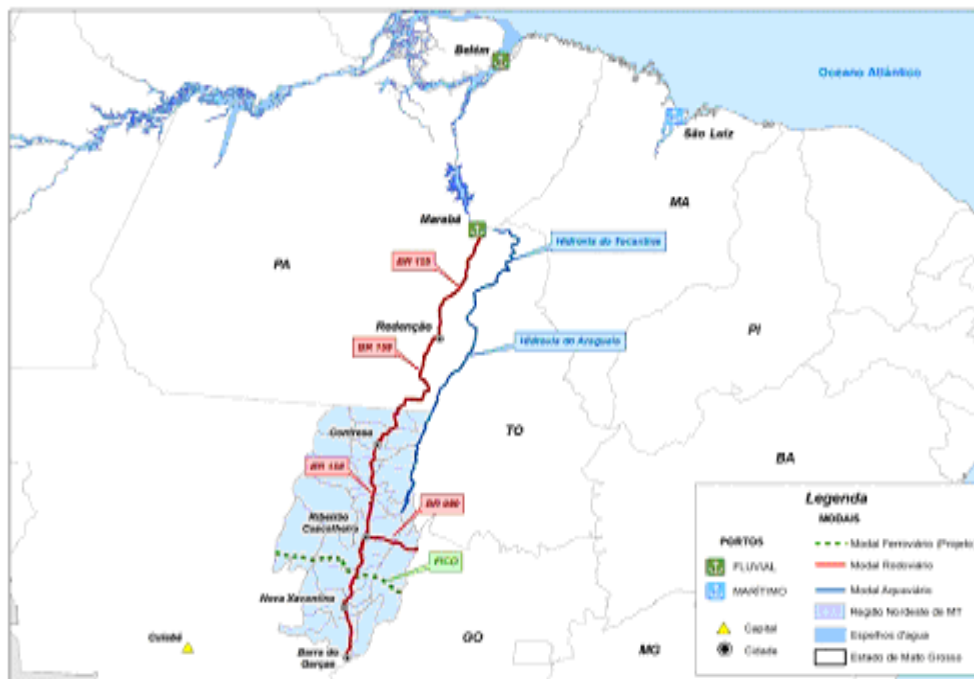 Belém
Oceano Atlântico
São Luiz
MA
Marabá
Hidrovia do Tocantins
PA
BR 155
PI
Redenção
Hidrovia do Araguaia
BR 158
TO
Confresa
BA
BR 158
BR 080
Ribeirão
Cascalheira
FICO
Nova Xavantina
Cuiabá
GO
MG
Barra do
Garças
Legenda
MODAIS
PORTOS
FLUVIAL
MARÍTIMO
Capital
Cidade
Modal Ferroviário (Projeto
Modal Rodoviário
Modal Aquaviário
Região Nordeste de MT
Espelhos d'agua
Estado de Mato Grosso